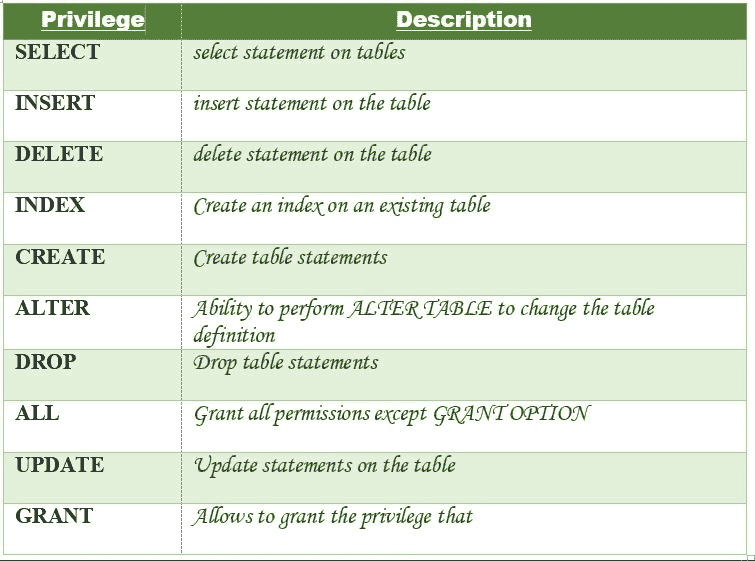 Privilege Description
SELECT select statement on tables
INSERT insert statement on the table
DELETE delete statement on the table
INDEX Create an index on an existing table
CREATE Create table statements
ALTER Ability to perform ALTER TABLE to change the table
definition
DROP Drop table statements
ALL Grant all permissions except GRANT OPTION
UPDATE Update statements on the table
GRANT Allows to grant the privilege that